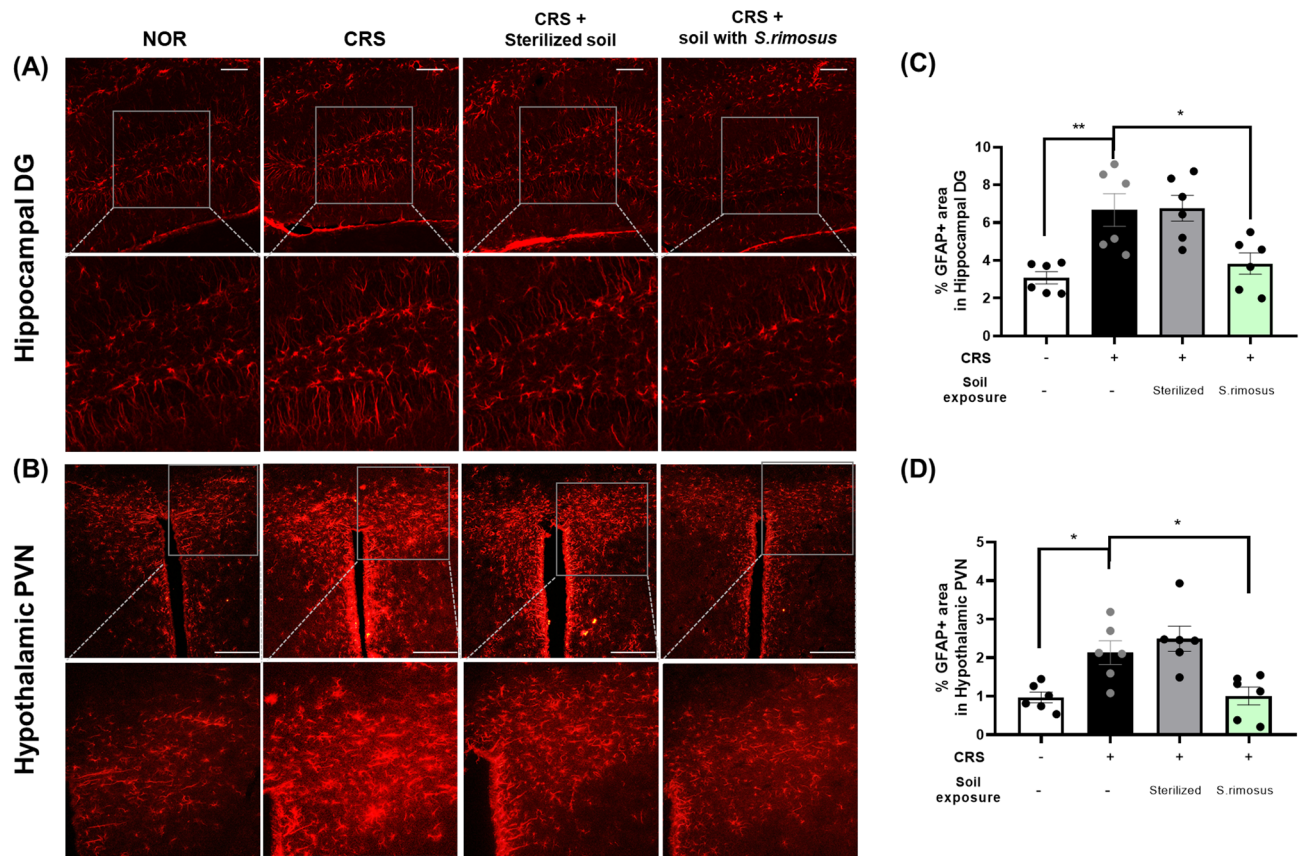 NOR
CRS
CRS +
Sterilized soil
CRS +
soil with S.rimosus
(A)
Hippocampal DG
(B)
Hypothalamic PVN
(C)
% GFAP+ area
in Hippocampal DG
10
8
6
4
2
0
**
*
CRS - + + +
Soil
exposure
- - Sterilized S.rimosus
(D)
% GFAP+ area
in Hypothalamic PVN
5
4
3
2
1
0
*
*
CRS - + + +
Soil
exposure
- - Sterilized S.rimosus